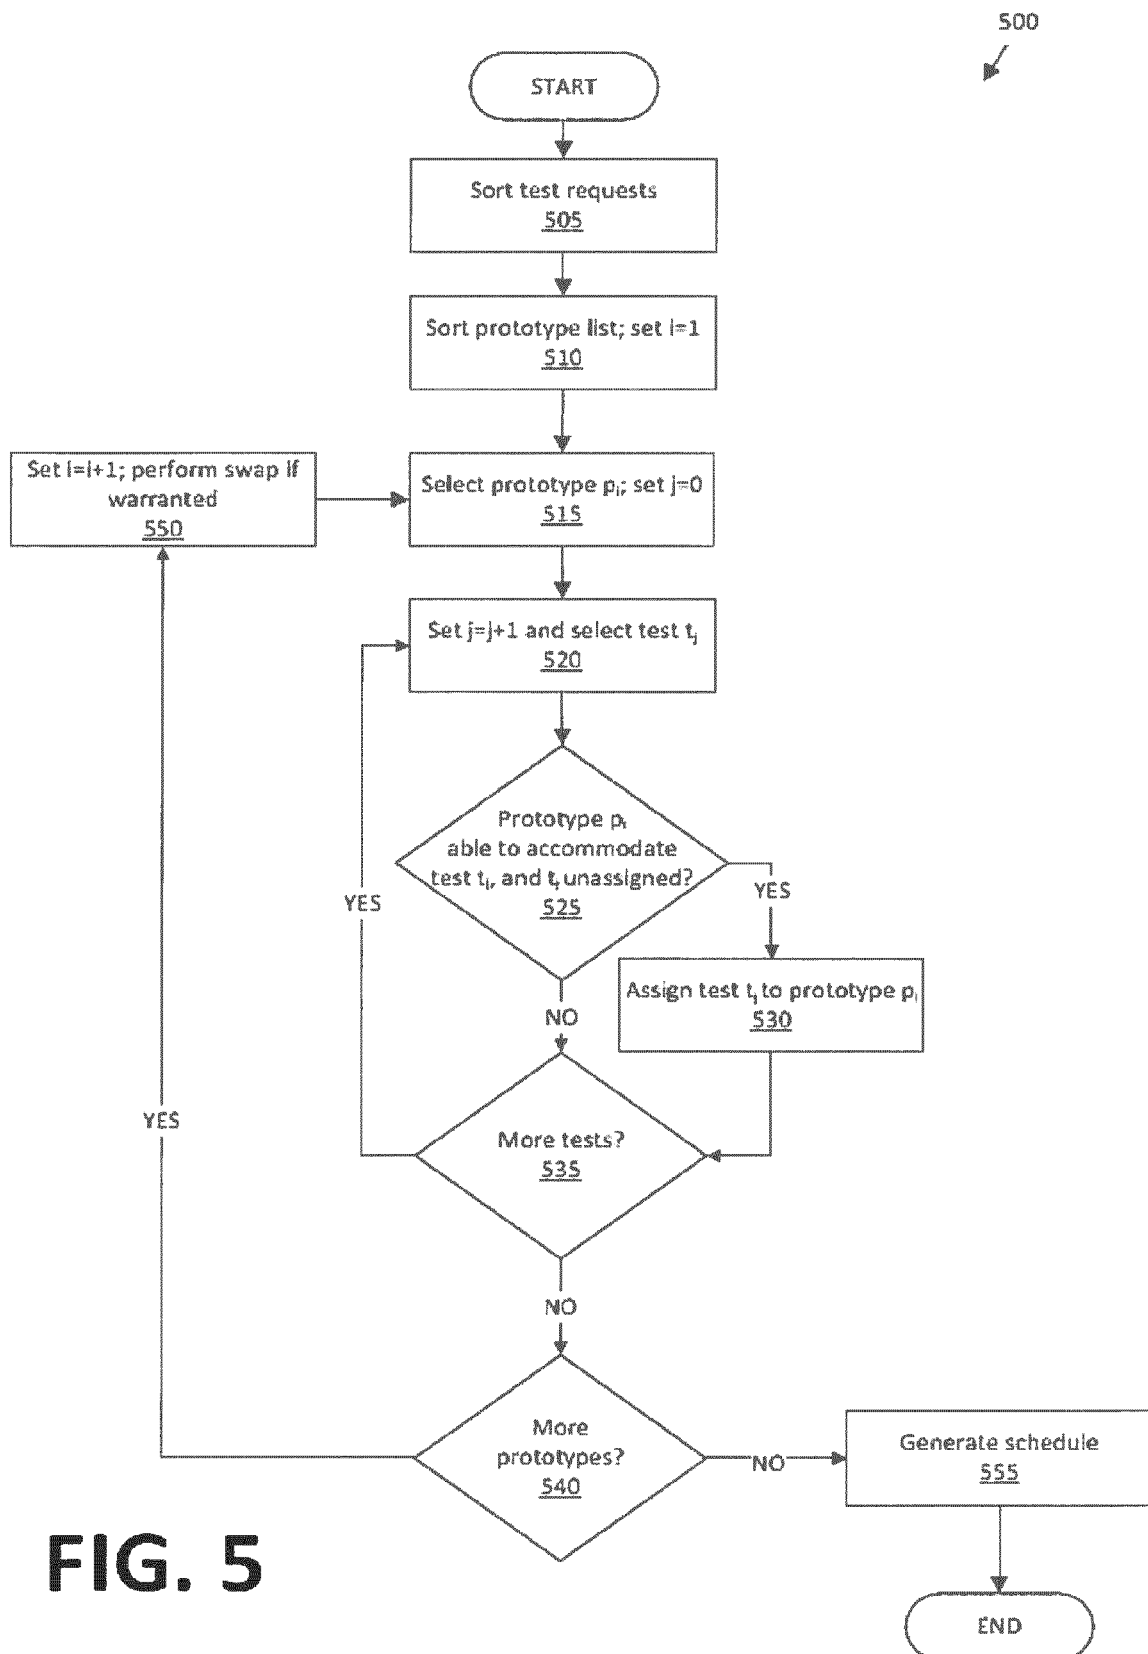 500
START
Sort test requests
505
Sort prototype list; set i=1
510
Set i=i+1; perform swap if
warranted
550
Select prototype pi; set j=0
515
Set j=j+1 and select test tj
520
Prototype pi
able to accommodate
test tj, and tj unassigned?
525
YES
YES
Assign test tj to prototype pi
530
NO
YES
More tests?
535
NO
More
prototypes?
540
NO
Generate schedule
555
FIG. 5
END